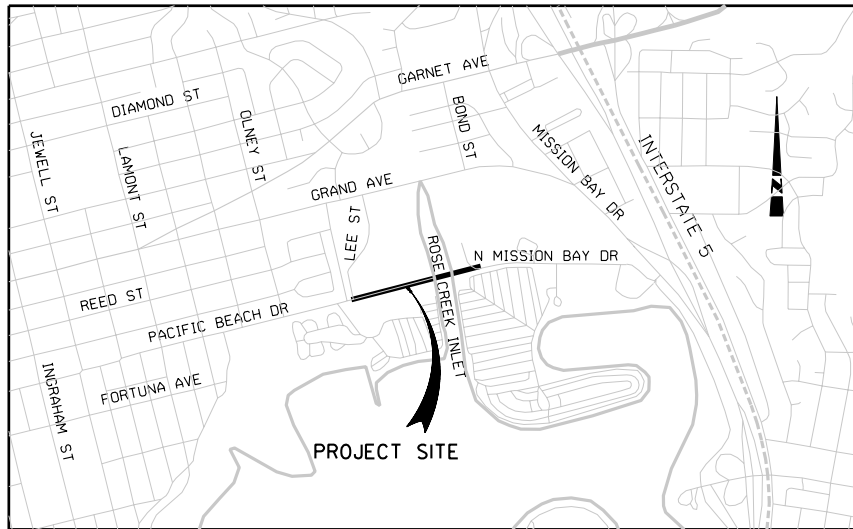 GARNET AVE
DIAMOND ST
OLNEY ST
BOND ST
JEWELL ST
LAMONT ST
MISSION BAY DR
INTERSTATE 5
N
GRAND AVE
LEE ST
ROSE CREEK INLET
N MISSION BAY DR
REED ST
PACIFIC BEACH DR
INGRAHAM ST
FORTUNA AVE
PROJECT SITE